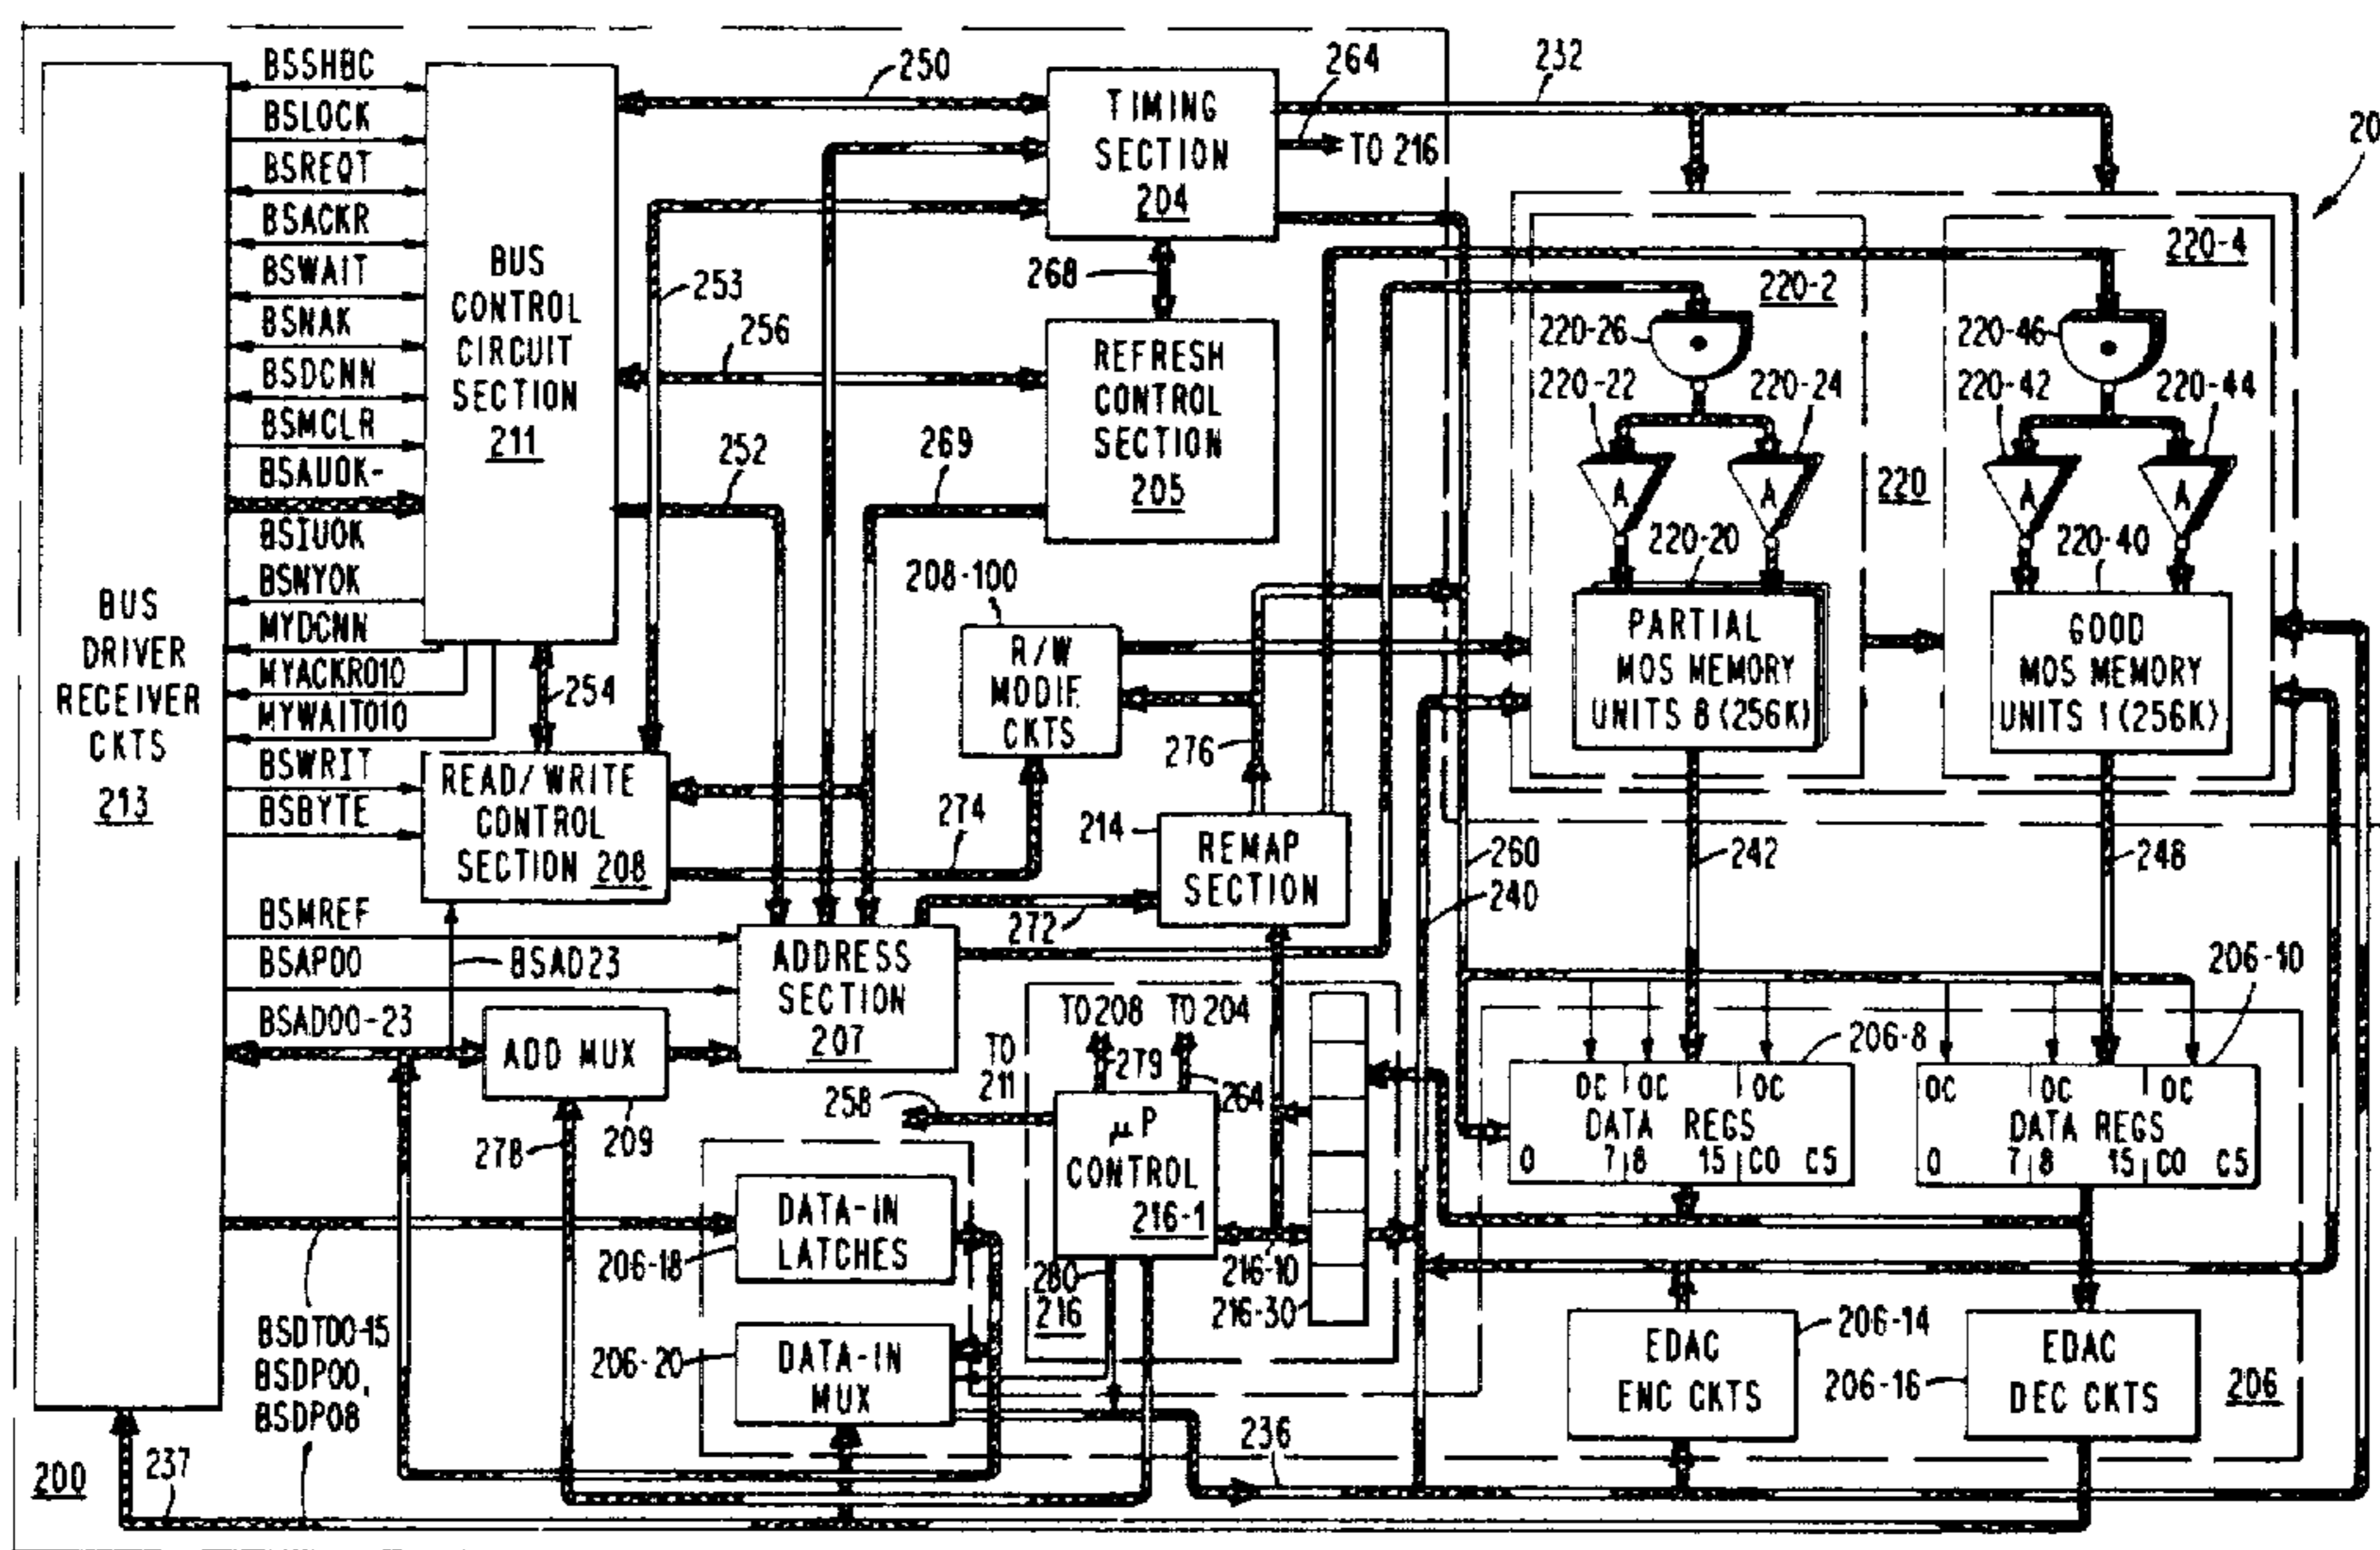 BSSHBC
BSLOCK
BSREQT
BSACKR
BSWAIT
BSNAK
BSDCNN
BSMCLR
BSAUOK-
BSIUOK
BSNYOK
MYDCNN
MYACKR010
MYWAIT010
BSWRIT
BSBYTE
BSMREF
BSAP00
BSAD00-23
BSAD23
BUS
DRIVER
RECEIVER
CKTS
213
BUS
CONTROL
CIRCUIT
SECTION
211
250
TIMING
SECTION
204
264
TO 216
232
20
253
256
268
252
269
REFRESH
CONTROL
SECTION
205
220-4
220-2
220-26
220-46
220-22
220-24
220-42
220-44
A
A
A
A
220
220-20
220-40
PARTIAL
MOS MEMORY
UNITS 8 (256K)
GOOD
MOS MEMORY
UNITS 1 (256K)
208-100
R/W
MODIF.
CKTS
254
276
READ/WRITE
CONTROL
SECTION 208
274
214
REMAP
SECTION
272
260
240
242
248
ADDRESS
SECTION
207
ADD MUX
209
278
TO 208
TO 204
TO
211
279
264
258
μP
CONTROL
216-1
216-10
216-30
280
216
206-10
206-8
OC OC OC
DATA REGS
0 7 8 15 C0 C5
OC OC OC
DATA REGS
0 7 8 15 C0 C5
DATA-IN
LATCHES
206-18
DATA-IN
MUX
206-20
BSDT00-15
BSDP00,
BSDP08
EDAC
ENC CKTS
206-14
EDAC
DEC CKTS
206-16
206
236
237
200